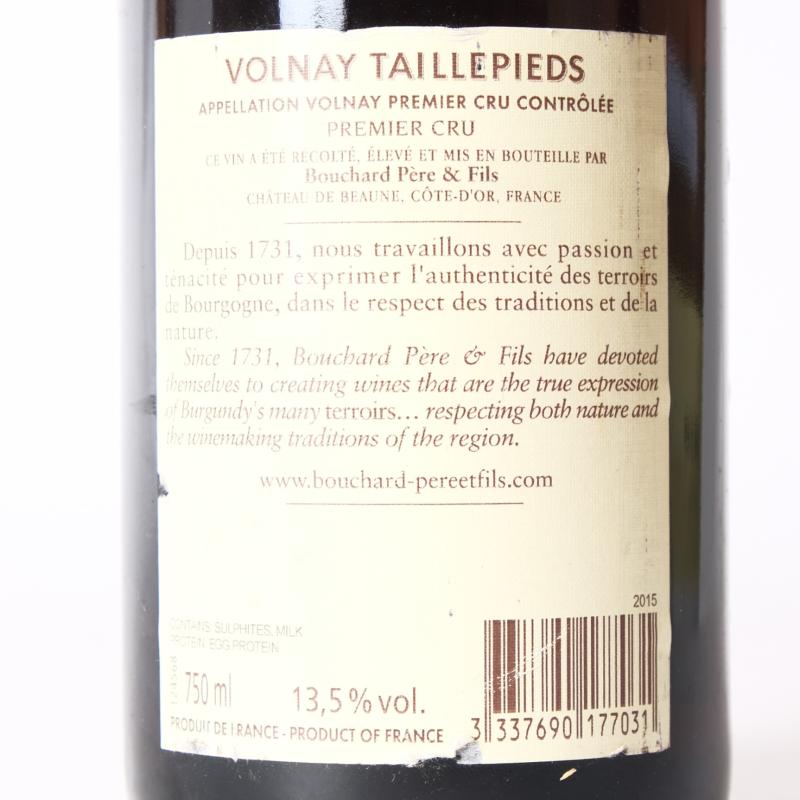 VOLNAY TAILLEPIEDS
APPELLATION VOLNAY PREMIER CRU CONTRÔLÉE
PREMIER CRU
CE VIN A ÉTÉ RÉCOLTÉ, ÉLEVÉ ET MIS EN BOUTEILLE PAR
Bouchard Père & Fils
CHÂTEAU DE BEAUNE, CÔTE-D'OR, FRANCE
Depuis 1731, nous travaillons avec passion et
ténacité pour exprimer l'authenticité des terroirs
de Bourgogne, dans le respect des traditions et de la
nature.
Since 1731, Bouchard Père & Fils have devoted
themselves to creating wines that are the true expression
of Burgundy's many terroirs... respecting both nature and
the winemaking traditions of the region.
www.bouchard-pereetfils.com
2015
CONTAINS SULPHITES, MILK
PROTEIN, EGG PROTEIN
750 ml 13,5 % vol.
PRODUIT DE FRANCE - PRODUCT OF FRANCE
3 337690 177031